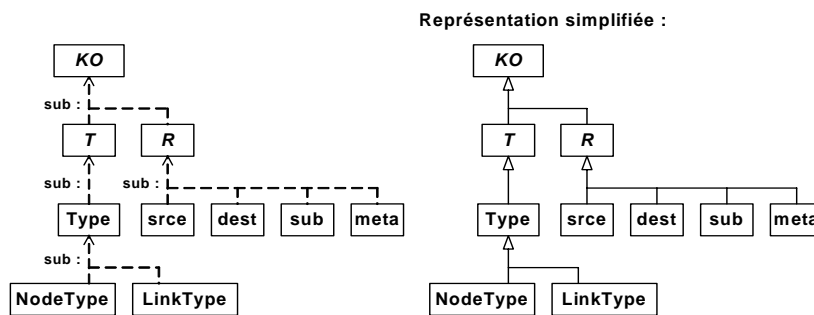 Représentation simplifiée :
KO KO
sub :
T R T R
sub : sub :
Type srce dest sub meta Type srce dest sub meta
sub :
NodeType LinkType NodeType LinkType